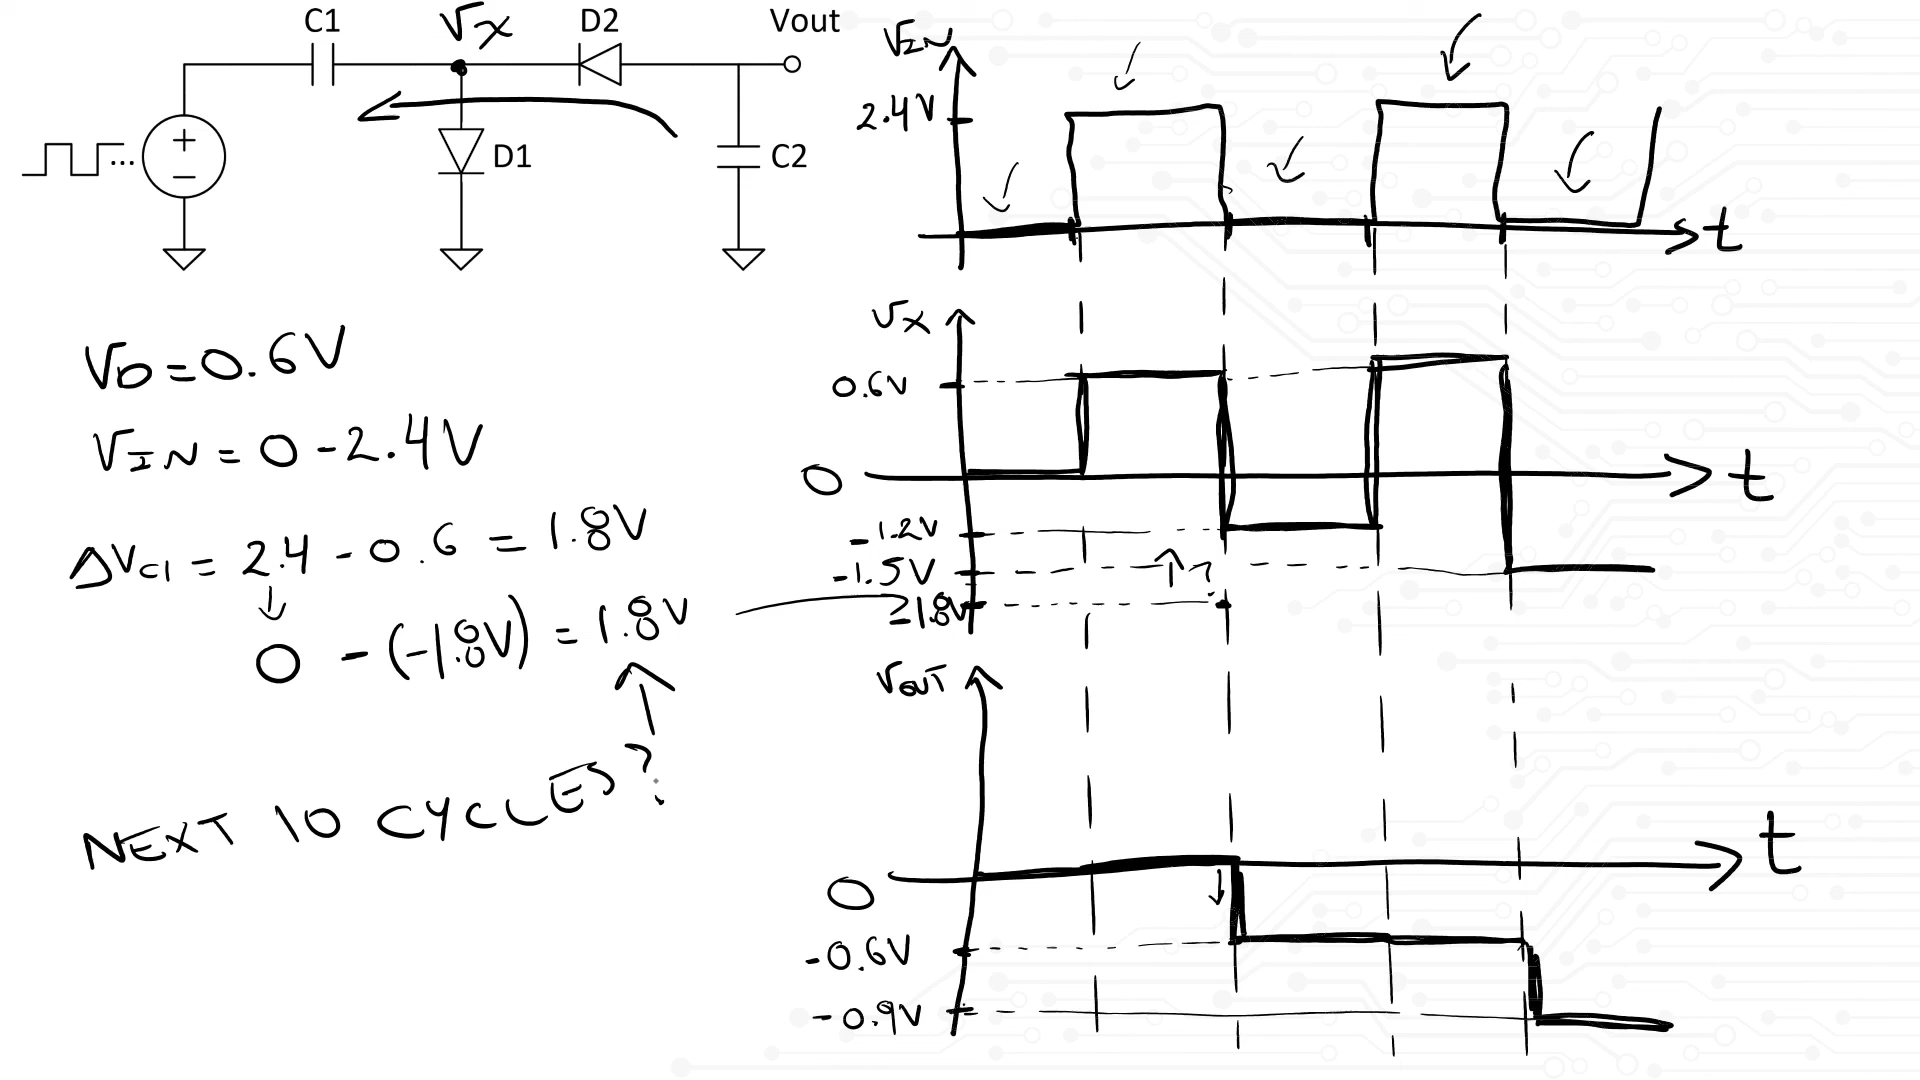 C1
Vx
D2
Vout
D1
C2
...
VD = 0.6V
VIN = 0 - 2.4V
ΔVC1 = 2.4 - 0.6 = 1.8V
0 - (-1.8V) = 1.8V
NEXT 10 CYCLES?
VIN
2.4V
t
Vx
0.6V
0
t
-1.2V
-1.5V
?
-1.8V
VOUT
t
0
-0.6V
-0.9V